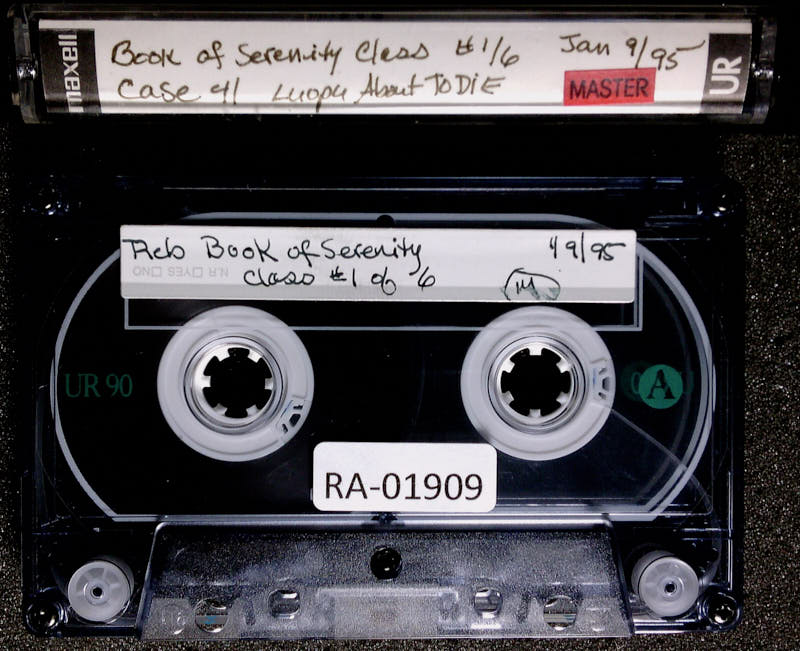 maxell
Book of Serenity Class #1/6 Jan 9/95
Case 41 Luopu About To DIE
MASTER
UR
Reb Book of Serenity 1/9/95
Class #1 of 6
M
N.R □YES □NO
UR 90
A
RA-01909